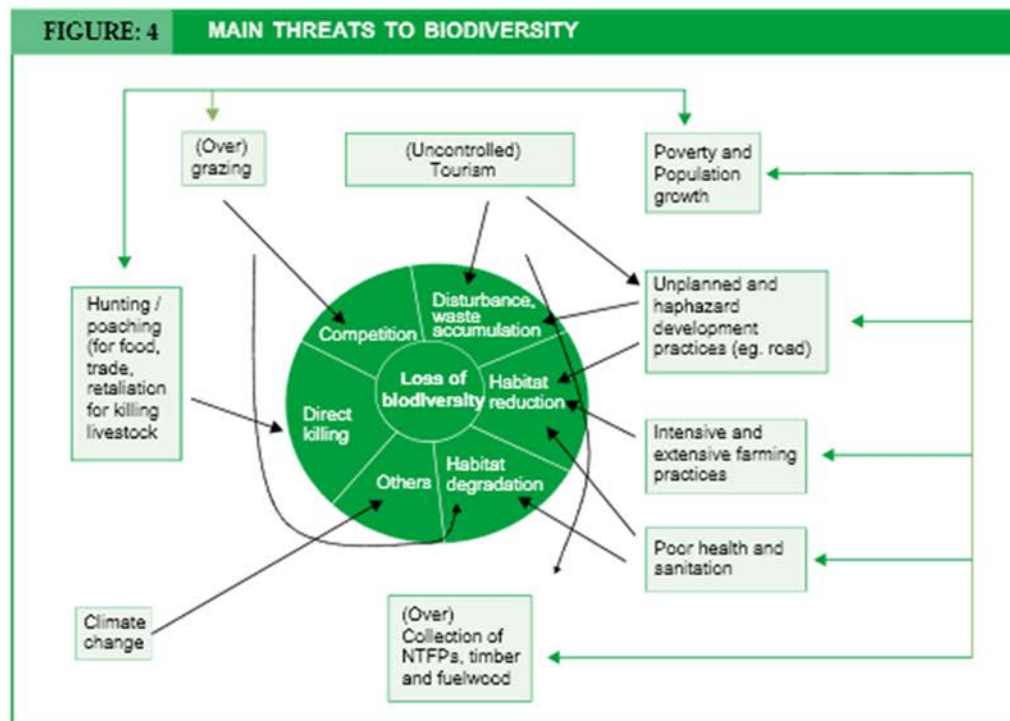 FIGURE: 4
MAIN THREATS TO BIODIVERSITY
(Over)
grazing
(Uncontrolled)
Tourism
Poverty and
Population
growth
Hunting /
poaching
(for food,
trade,
retaliation
for killing
livestock
Competition
Disturbance,
waste
accumulation
Unplanned and
haphazard
development
practices (eg. road)
Loss of
biodiversity
Habitat
reduction
Direct
killing
Others
Habitat
degradation
Intensive and
extensive farming
practices
Poor health and
sanitation
Climate
change
(Over)
Collection of
NTFPs, timber
and fuelwood